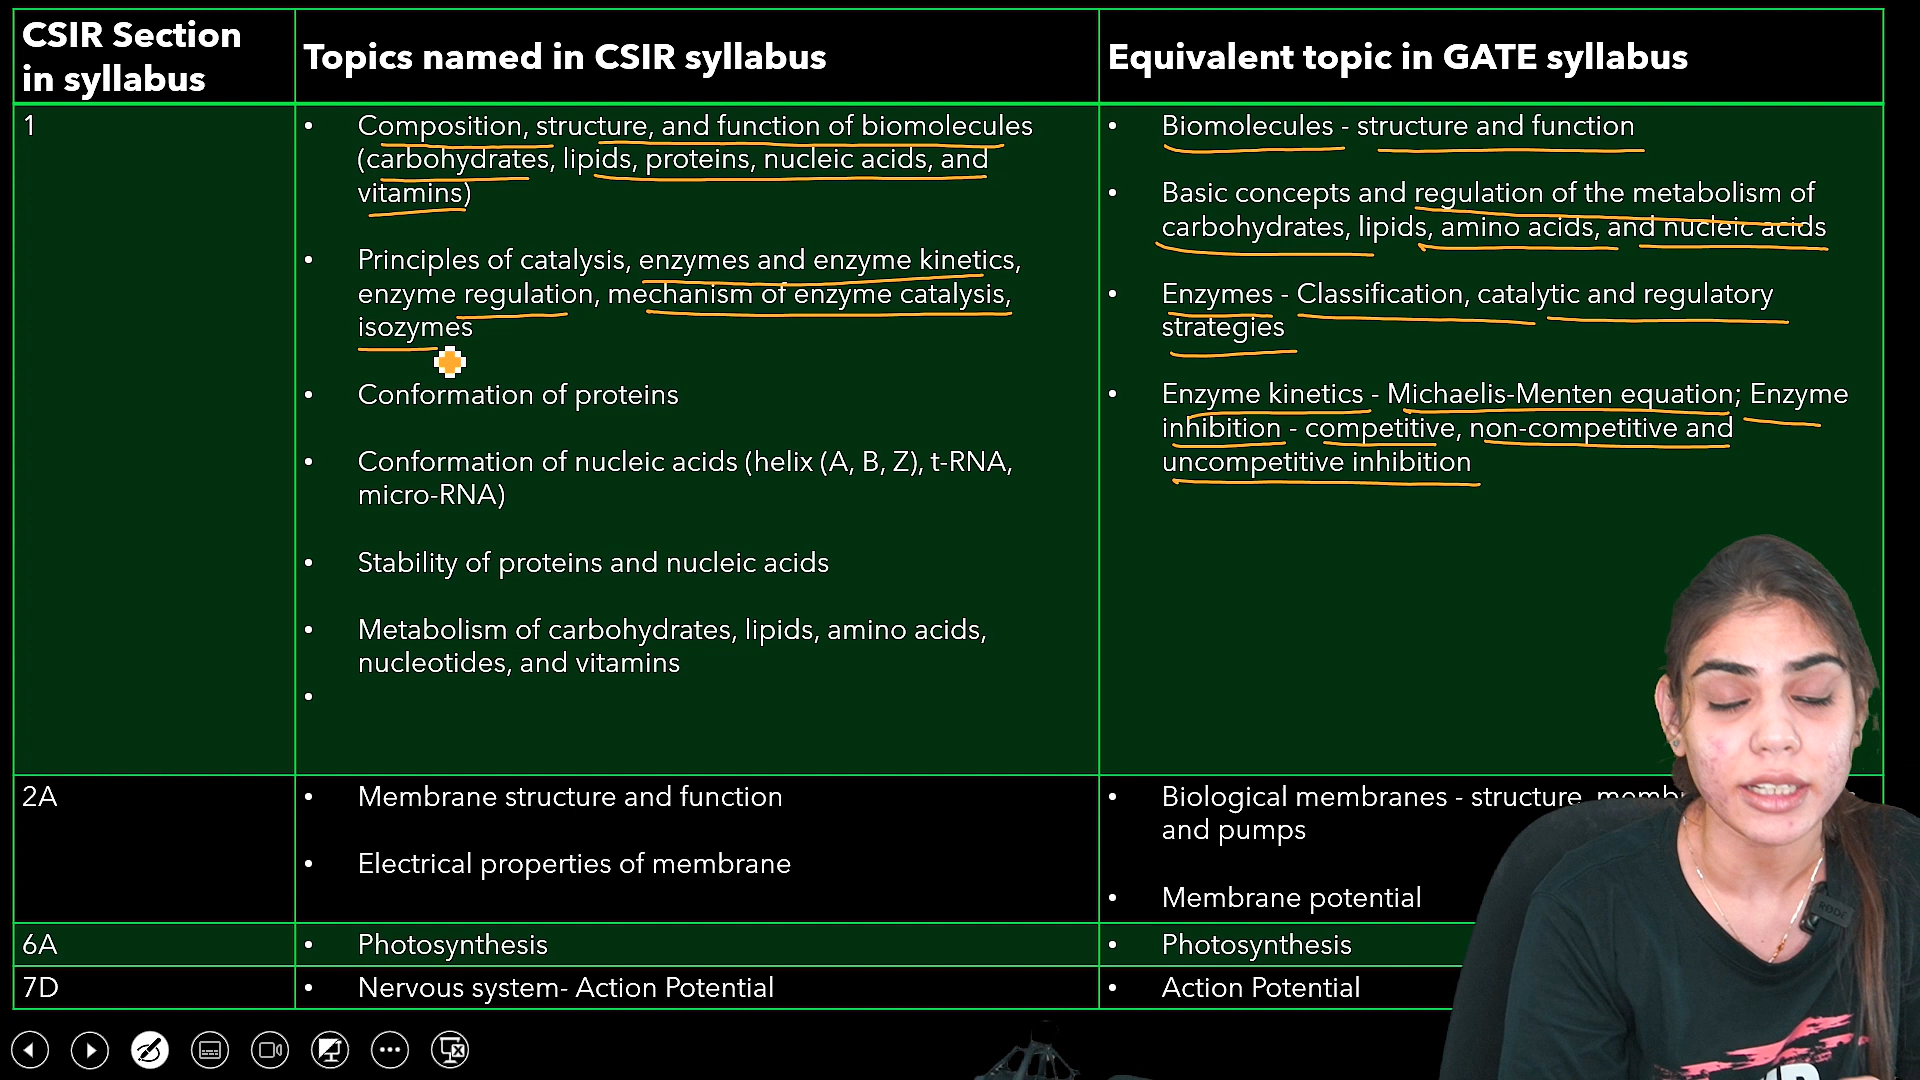 CSIR Section
in syllabus
Topics named in CSIR syllabus
Equivalent topic in GATE syllabus
1
• Composition, structure, and function of biomolecules
(carbohydrates, lipids, proteins, nucleic acids, and
vitamins)
• Principles of catalysis, enzymes and enzyme kinetics,
enzyme regulation, mechanism of enzyme catalysis,
isozymes
• Conformation of proteins
• Conformation of nucleic acids (helix (A, B, Z), t-RNA,
micro-RNA)
• Stability of proteins and nucleic acids
• Metabolism of carbohydrates, lipids, amino acids,
nucleotides, and vitamins
•
• Biomolecules - structure and function
• Basic concepts and regulation of the metabolism of
carbohydrates, lipids, amino acids, and nucleic acids
• Enzymes - Classification, catalytic and regulatory
strategies
• Enzyme kinetics - Michaelis-Menten equation; Enzyme
inhibition - competitive, non-competitive and
uncompetitive inhibition
2A
• Membrane structure and function
• Electrical properties of membrane
• Biological membranes - structure,
and pumps
• Membrane potential
6A
• Photosynthesis
• Photosynthesis
7D
• Nervous system- Action Potential
• Action Potential
RODE